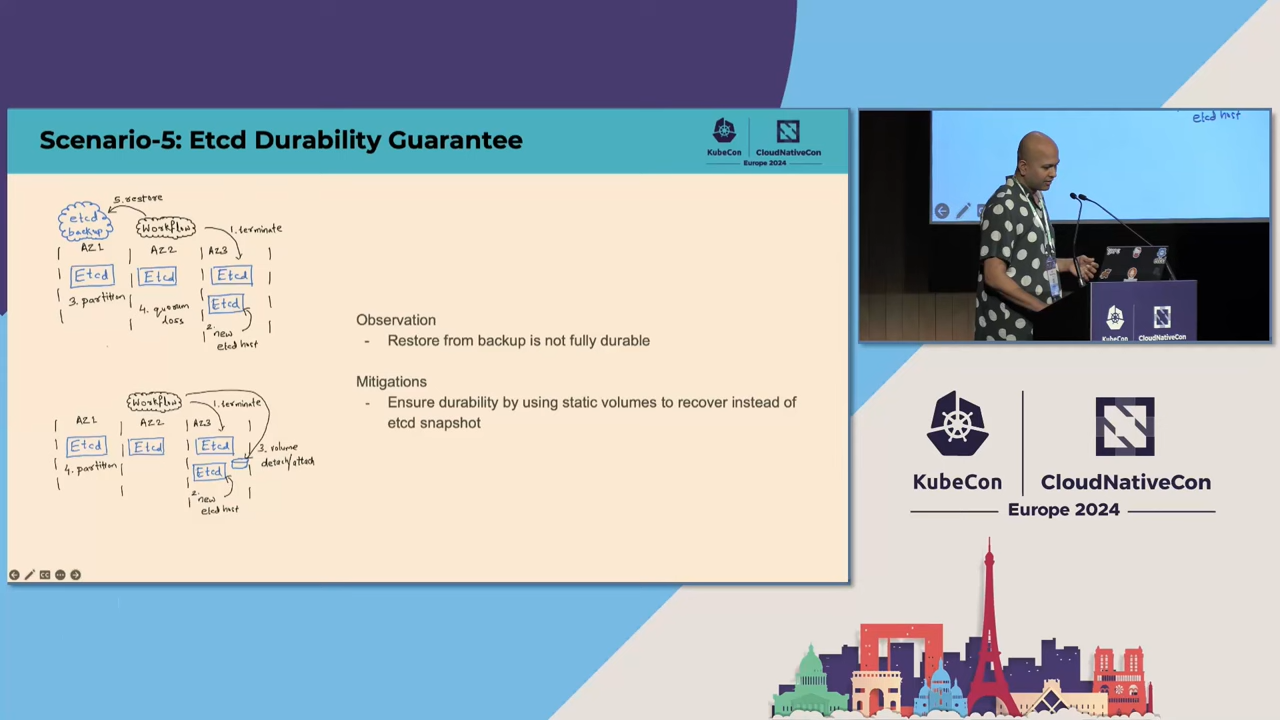 Scenario-5: Etcd Durability Guarantee
KubeCon
CloudNativeCon
Europe 2024
5. restore
etcd
backup
Workflow
1. terminate
AZ1
AZ2
AZ3
Etcd
Etcd
Etcd
3. partition
4. quorum
loss
Etcd
2. new
etcd host
Observation
- Restore from backup is not fully durable
Mitigations
- Ensure durability by using static volumes to recover instead of
etcd snapshot
Workflow
1. terminate
AZ1
AZ2
AZ3
Etcd
Etcd
Etcd
3. volume
detach/attach
4. partition
Etcd
2. new
etcd host
etcd host
KubeCon
CloudNativeCon
KubeCon
CloudNativeCon
Europe 2024